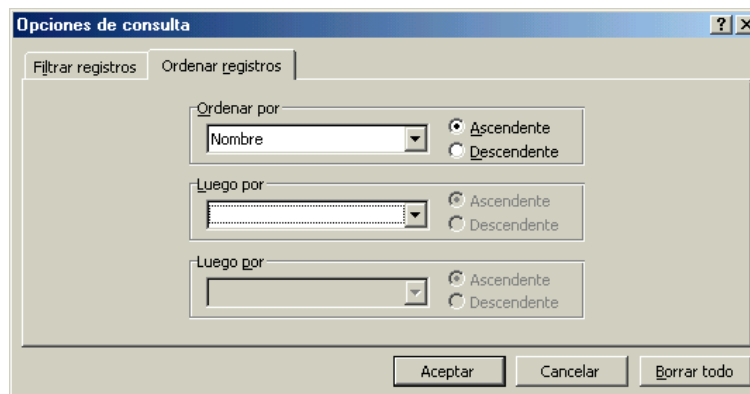 Opciones de consulta
Filtrar registros
Ordenar registros
Ordenar por
Nombre
Ascendente
Descendente
Luego por
Ascendente
Descendente
Luego por
Ascendente
Descendente
Aceptar
Cancelar
Borrar todo